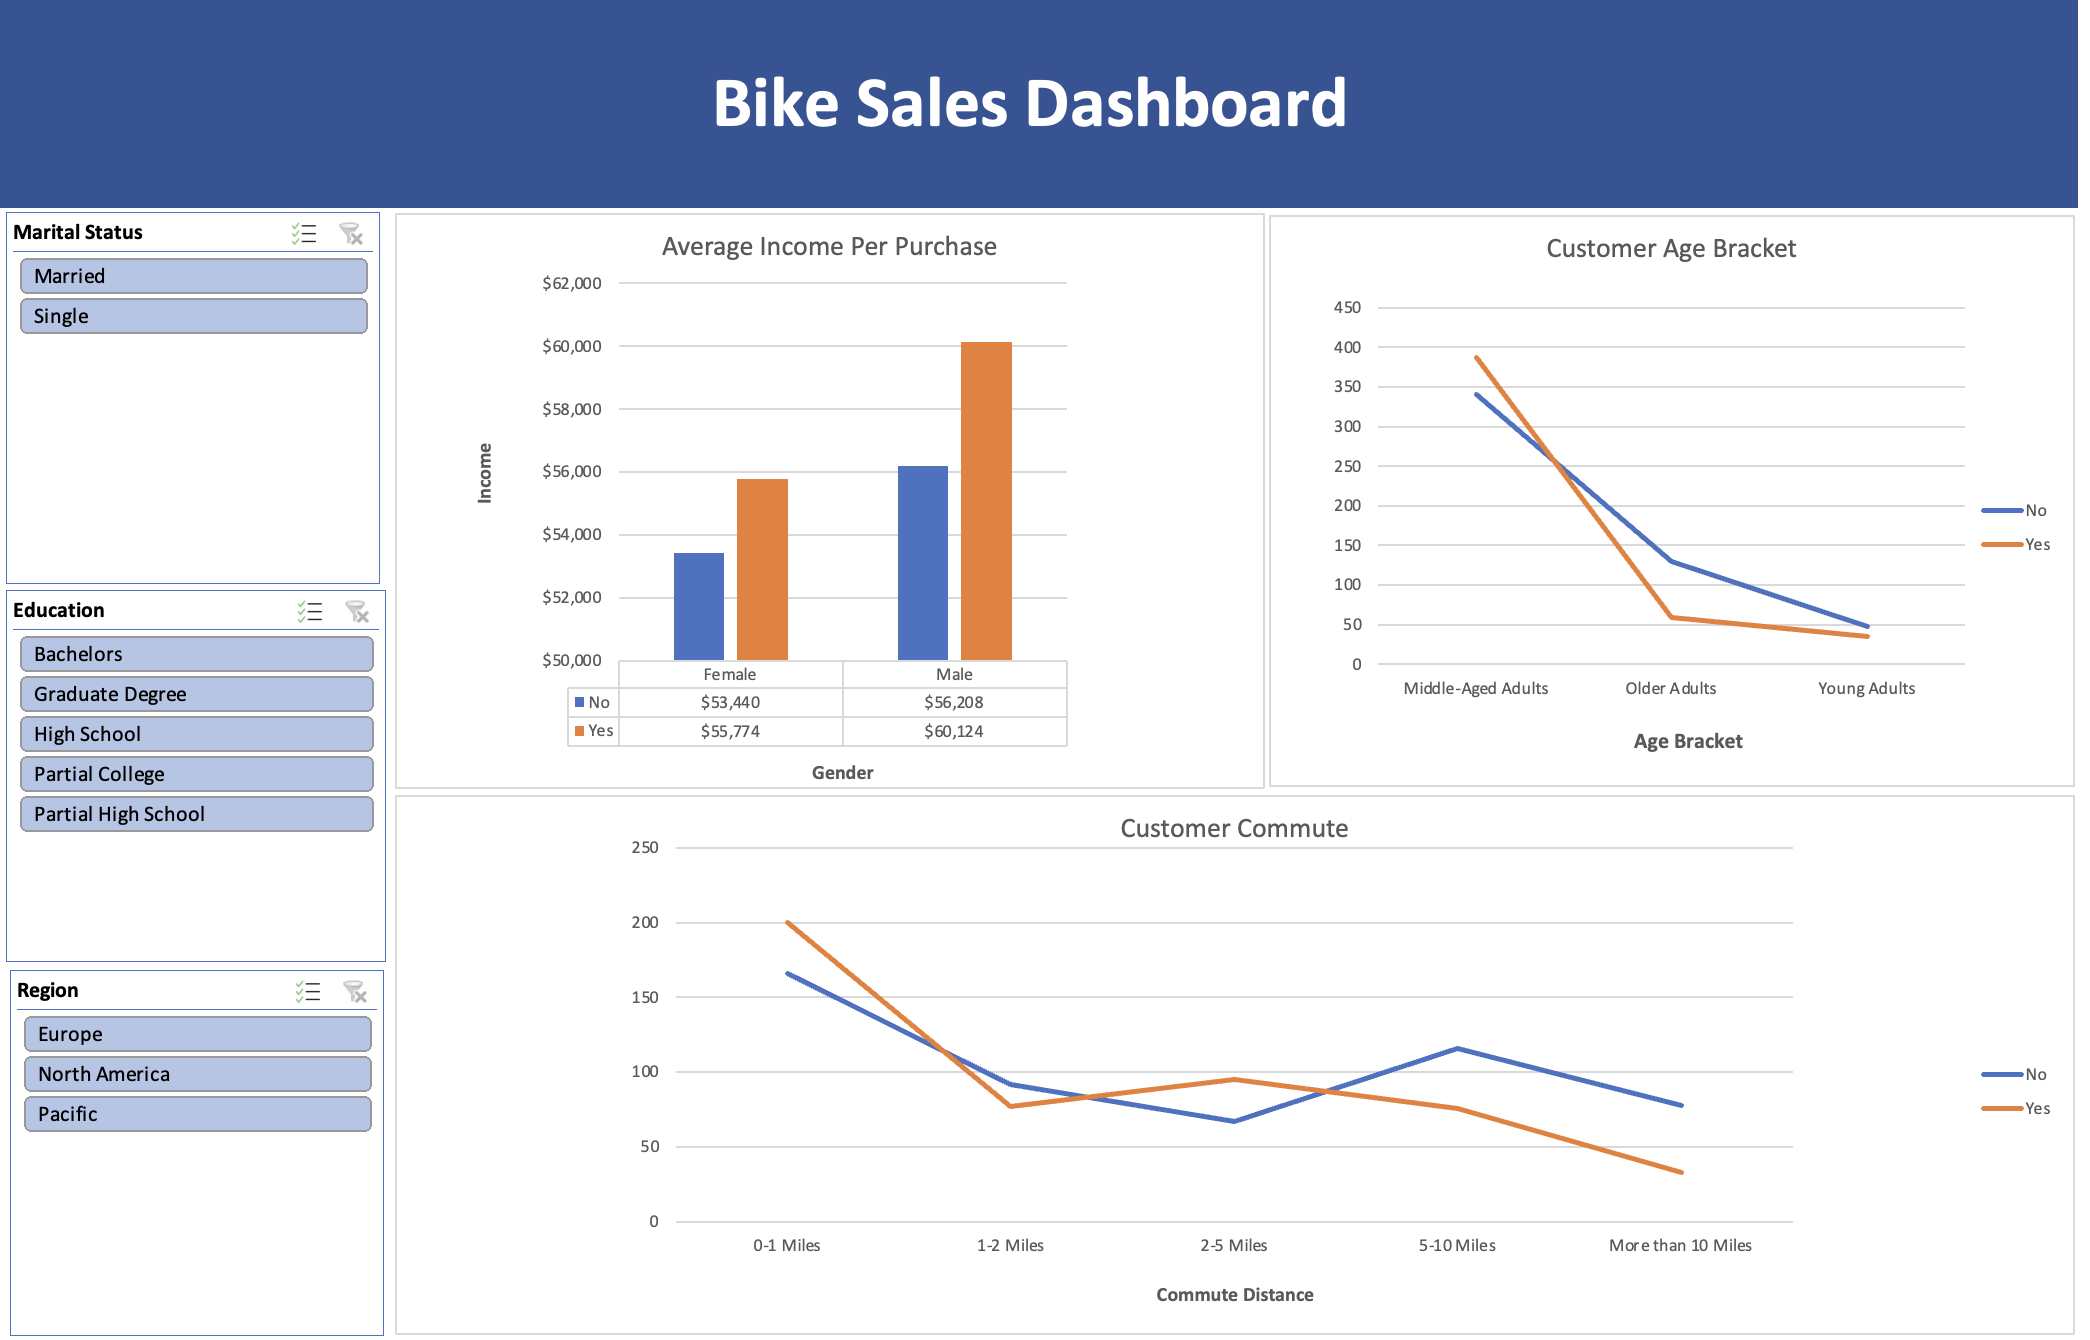 Bike Sales Dashboard
Marital Status
Married
Single
Education
Bachelors
Graduate Degree
High School
Partial College
Partial High School
Region
Europe
North America
Pacific
Average Income Per Purchase
$62,000
$60,000
$58,000
$56,000
$54,000
$52,000
$50,000
Income
Female Male
No $53,440 $56,208
Yes $55,774 $60,124
Gender
Customer Age Bracket
450
400
350
300
250
200
150
100
50
0
Middle-Aged Adults Older Adults Young Adults
Age Bracket
No
Yes
Customer Commute
250
200
150
100
50
0
0-1 Miles 1-2 Miles 2-5 Miles 5-10 Miles More than 10 Miles
Commute Distance
No
Yes